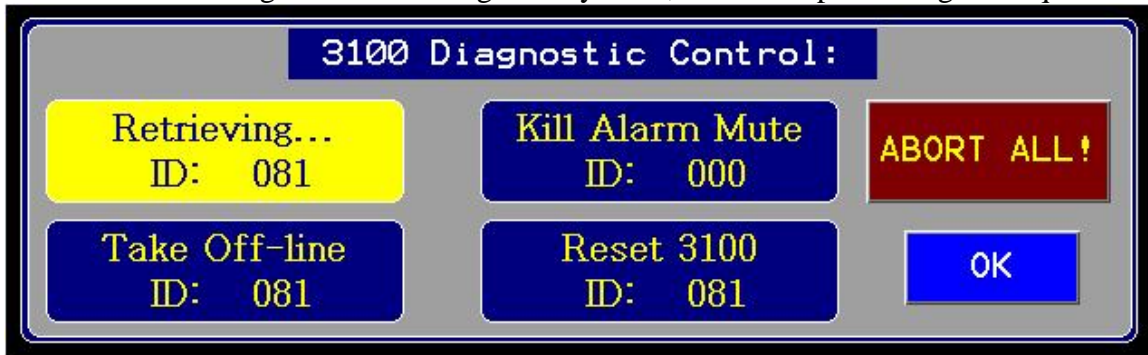 3100 Diagnostic Control:
Retrieving...
ID: 081
Kill Alarm Mute
ID: 000
ABORT ALL!
Take Off-line
ID: 081
Reset 3100
ID: 081
OK